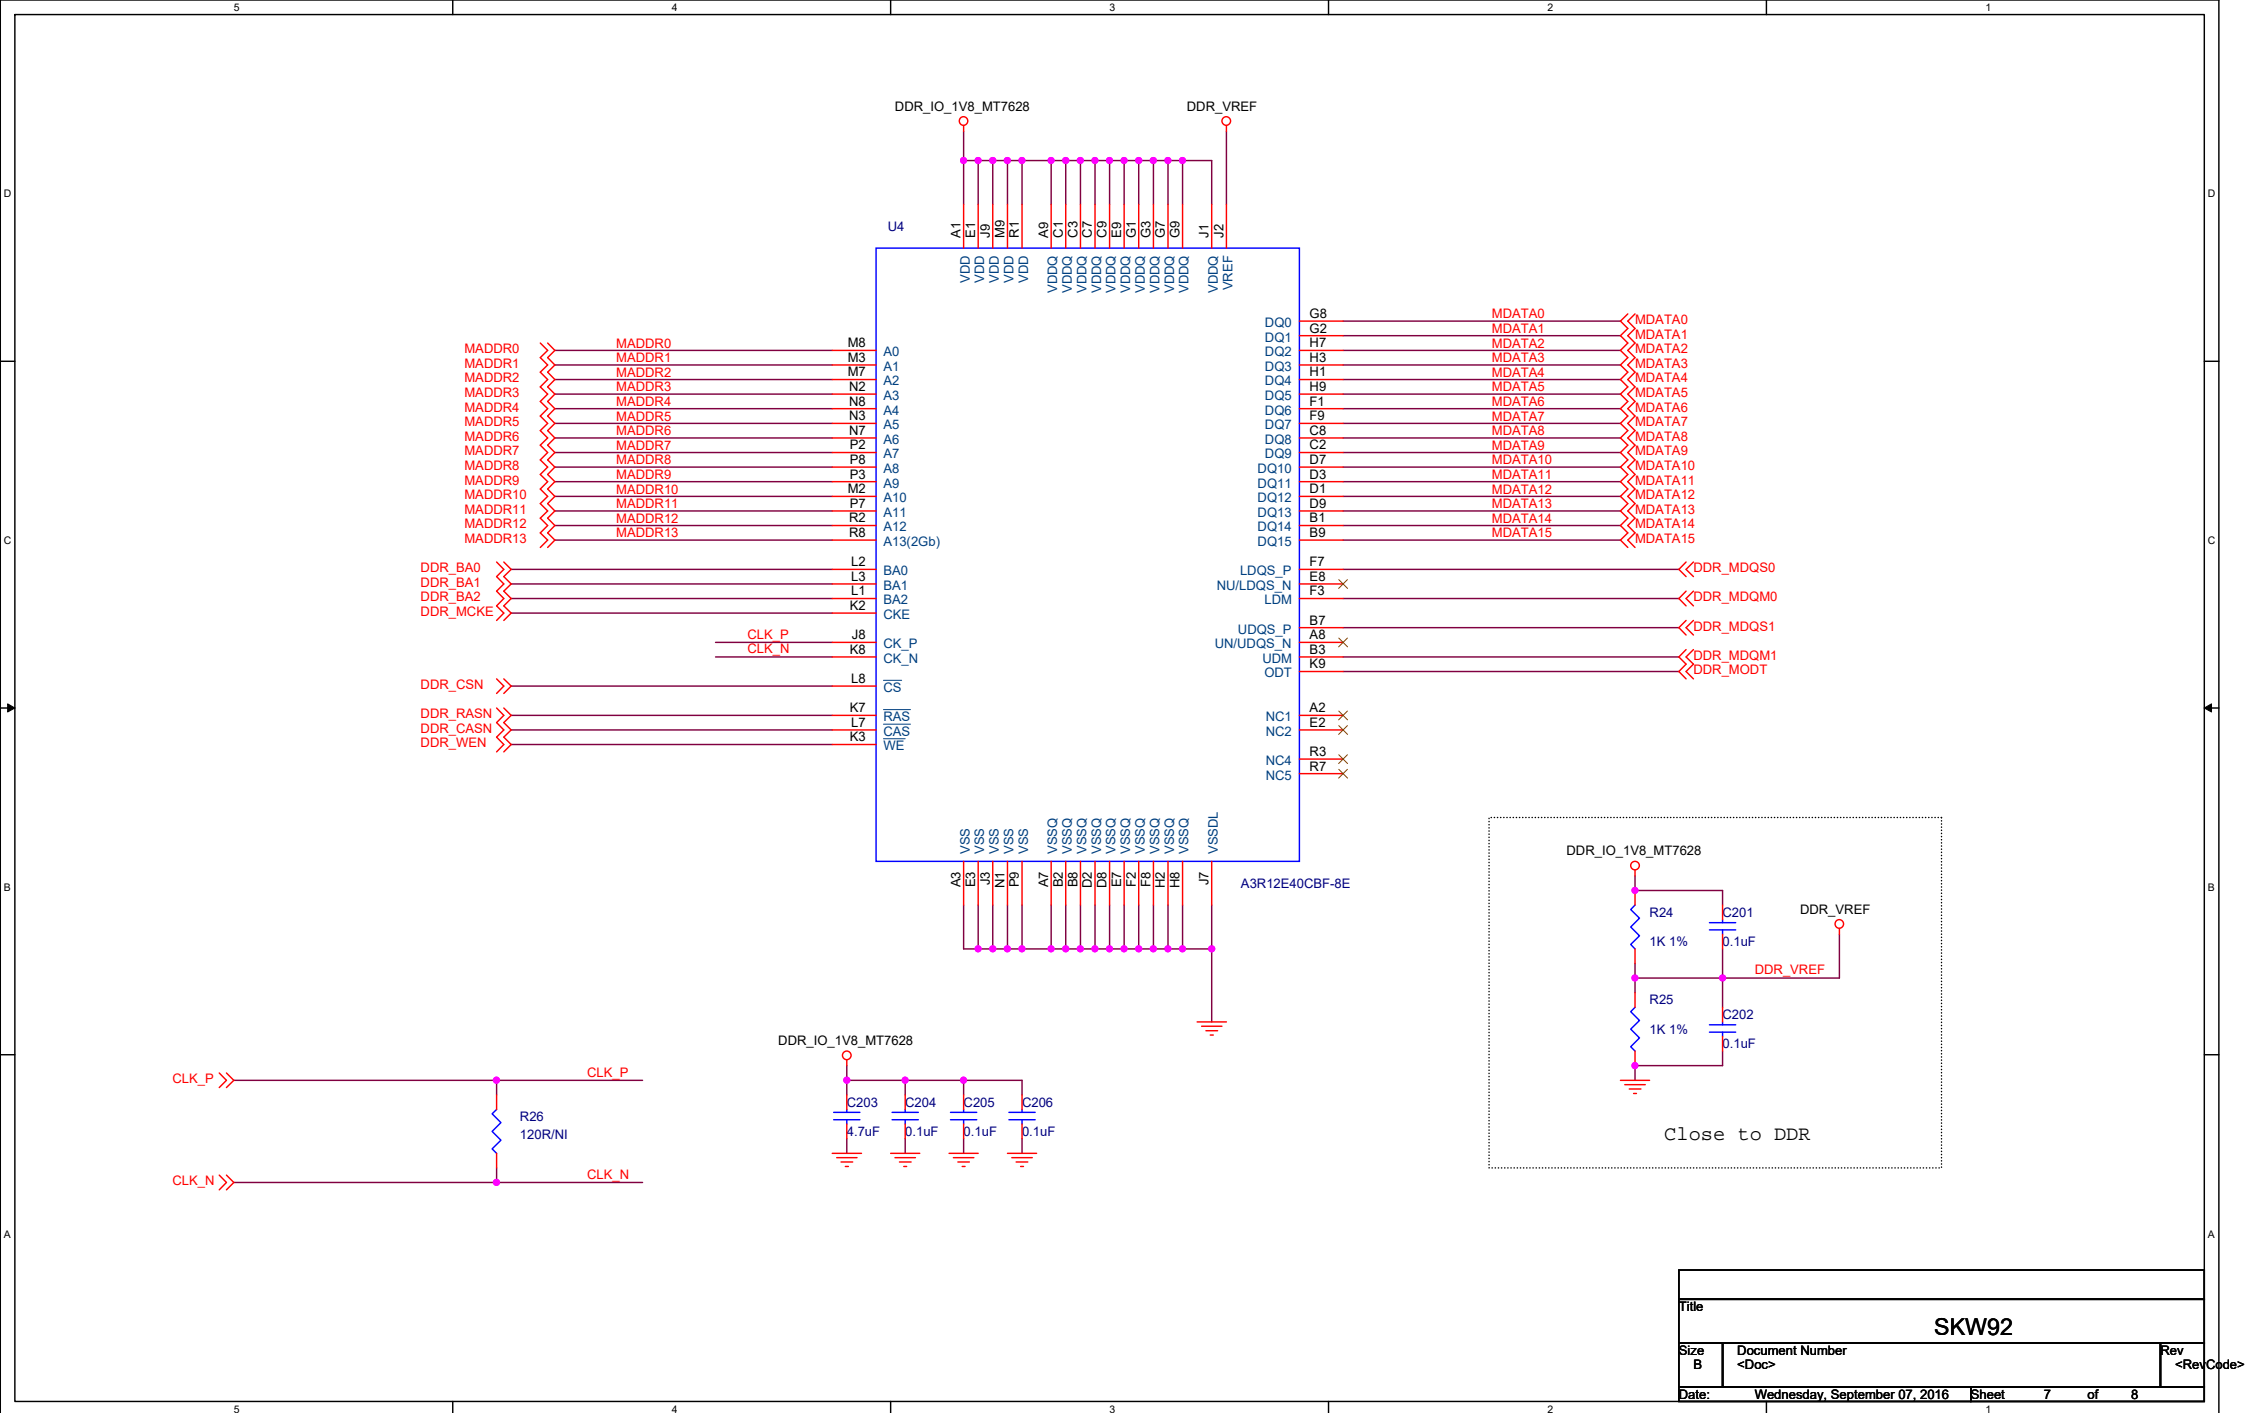 5 4 3 2 1
D D
C C
B B
A A
DDR_IO_1V8_MT7628
DDR_VREF
U4
A1 E1 J9 M9 R1 A9 C1 C3 C7 C9 E9 G1 G3 G7 G9 J1 J2
VDD VDD VDD VDD VDD VDDQ VDDQ VDDQ VDDQ VDDQ VDDQ VDDQ VDDQ VDDQ VDDQ VDDQ VREF
MADDR0 MADDR0 M8 A0
MADDR1 MADDR1 M3 A1
MADDR2 MADDR2 M7 A2
MADDR3 MADDR3 N2 A3
MADDR4 MADDR4 N8 A4
MADDR5 MADDR5 N3 A5
MADDR6 MADDR6 N7 A6
MADDR7 MADDR7 P2 A7
MADDR8 MADDR8 P8 A8
MADDR9 MADDR9 P3 A9
MADDR10 MADDR10 M2 A10
MADDR11 MADDR11 P7 A11
MADDR12 MADDR12 R2 A12
MADDR13 MADDR13 R8 A13(2Gb)
DDR_BA0 L2 BA0
DDR_BA1 L3 BA1
DDR_BA2 L1 BA2
DDR_MCKE K2 CKE
CLK_P J8 CK_P
CLK_N K8 CK_N
DDR_CSN L8 CS
DDR_RASN K7 RAS
DDR_CASN L7 CAS
DDR_WEN K3 WE
DQ0 G8 MDATA0 MDATA0
DQ1 G2 MDATA1 MDATA1
DQ2 H7 MDATA2 MDATA2
DQ3 H3 MDATA3 MDATA3
DQ4 H1 MDATA4 MDATA4
DQ5 H9 MDATA5 MDATA5
DQ6 F1 MDATA6 MDATA6
DQ7 F9 MDATA7 MDATA7
DQ8 C8 MDATA8 MDATA8
DQ9 C2 MDATA9 MDATA9
DQ10 D7 MDATA10 MDATA10
DQ11 D3 MDATA11 MDATA11
DQ12 D1 MDATA12 MDATA12
DQ13 D9 MDATA13 MDATA13
DQ14 B1 MDATA14 MDATA14
DQ15 B9 MDATA15 MDATA15
LDQS_P F7 DDR_MDQS0
NU/LDQS_N E8
LDM F3 DDR_MDQM0
UDQS_P B7 DDR_MDQS1
UN/UDQS_N A8
UDM B3 DDR_MDQM1
ODT K9 DDR_MODT
NC1 A2
NC2 E2
NC4 R3
NC5 R7
VSS VSS VSS VSS VSS VSSQ VSSQ VSSQ VSSQ VSSQ VSSQ VSSQ VSSQ VSSQ VSSQ VSSDL
A3 E3 J3 N1 P9 A7 B2 B8 D2 D8 E7 F2 F8 H2 H8 J7
A3R12E40CBF-8E
DDR_IO_1V8_MT7628
R24
1K 1%
C201
0.1uF
DDR_VREF
DDR_VREF
R25
1K 1%
C202
0.1uF
Close to DDR
CLK_P CLK_P
R26
120R/NI
CLK_N CLK_N
DDR_IO_1V8_MT7628
C203 C204 C205 C206
4.7uF 0.1uF 0.1uF 0.1uF
Title
SKW92
Size Document Number Rev
B <Doc> <RevCode>
Date: Wednesday, September 07, 2016 Sheet 7 of 8
5 4 3 2 1